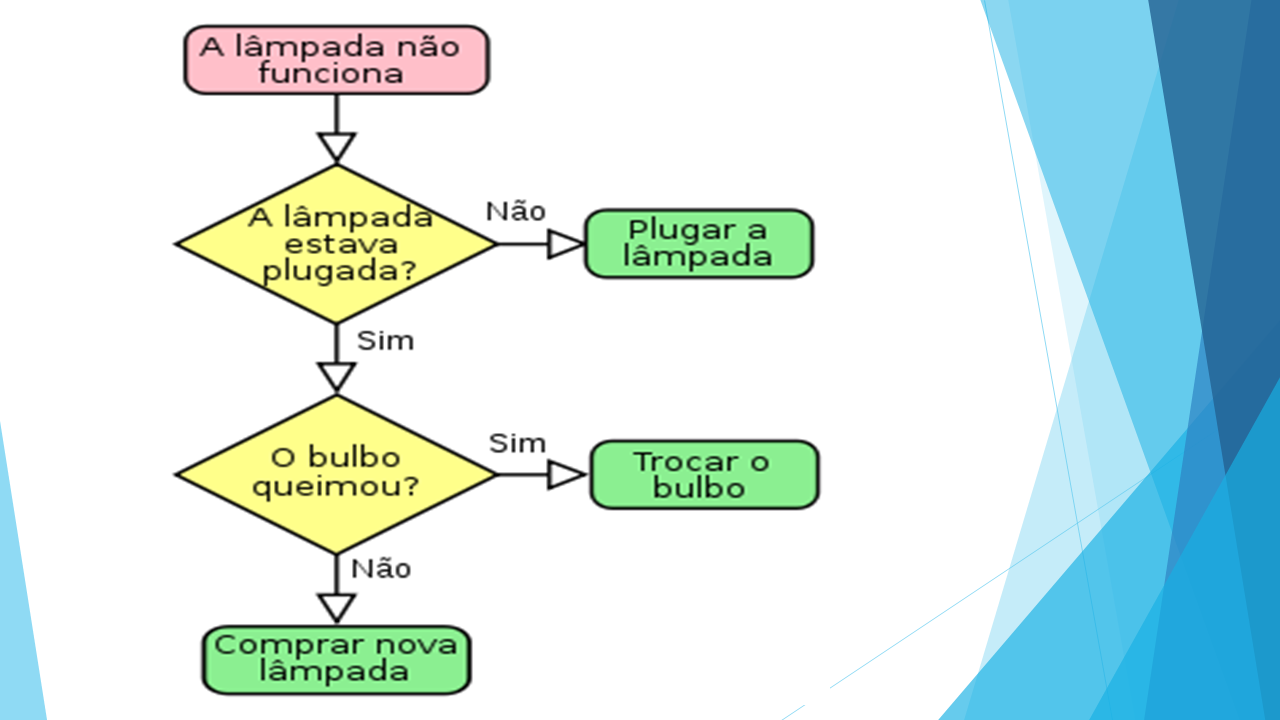 A lâmpada não
funciona
A lâmpada
estava
plugada?
Não
Plugar a
lâmpada
Sim
O bulbo
queimou?
Sim
Trocar o
bulbo
Não
Comprar nova
lâmpada